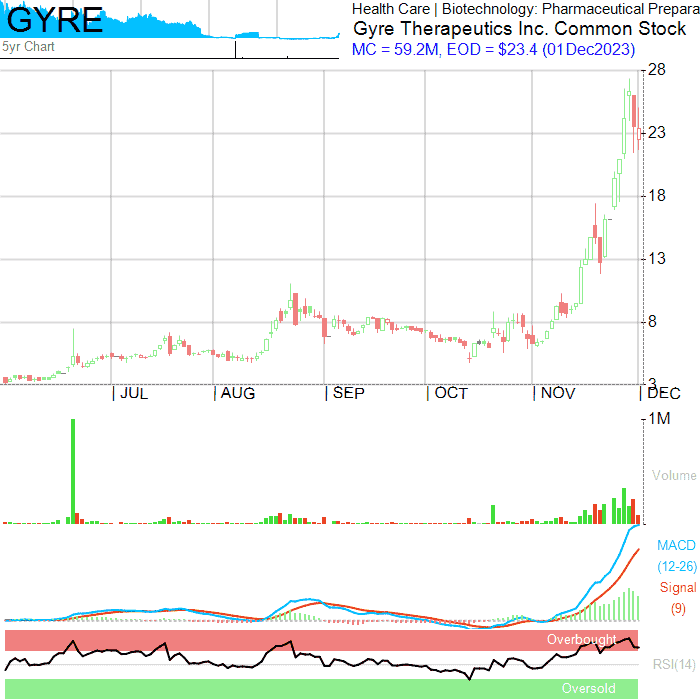 GYRE
5yr Chart
Health Care | Biotechnology: Pharmaceutical Prepara
Gyre Therapeutics Inc. Common Stock
MC = 59.2M, EOD = $23.4 (01Dec2023)
28
23
18
13
8
3
| JUL | AUG | SEP | OCT | NOV | DEC
1M
Volume
MACD
(12-26)
Signal
(9)
Overbought
RSI(14)
Oversold